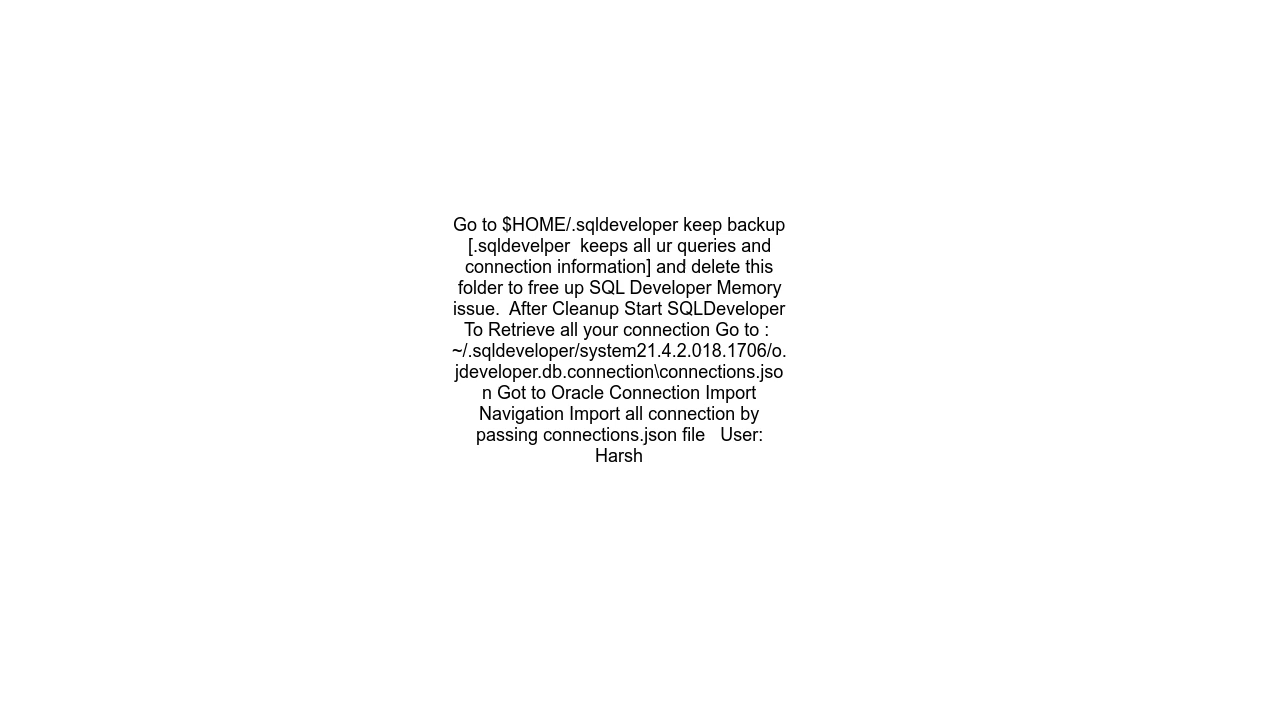 Go to $HOME/.sqldeveloper keep backup
[.sqldevelper  keeps all ur queries and
connection information] and delete this
folder to free up SQL Developer Memory
issue.  After Cleanup Start SQLDeveloper
To Retrieve all your connection Go to :
~/.sqldeveloper/system21.4.2.018.1706/o.
jdeveloper.db.connection\connections.jso
n Got to Oracle Connection Import
Navigation Import all connection by
passing connections.json file   User:
Harsh